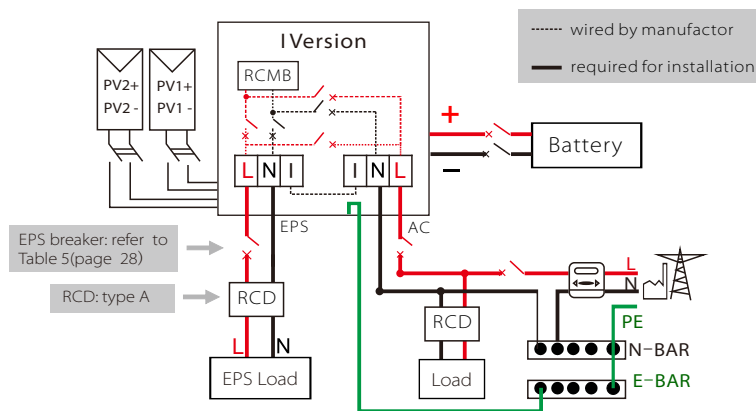 I Version
wired by manufactor
required for installation
RCMB
PV2+
PV2 -
PV1+
PV1 -
+
Battery
L N I
I N L
EPS
AC
EPS breaker: refer to
Table 5(page 28)
RCD: type A
RCD
RCD
L
N
L
N
PE
N-BAR
E-BAR
EPS Load
Load